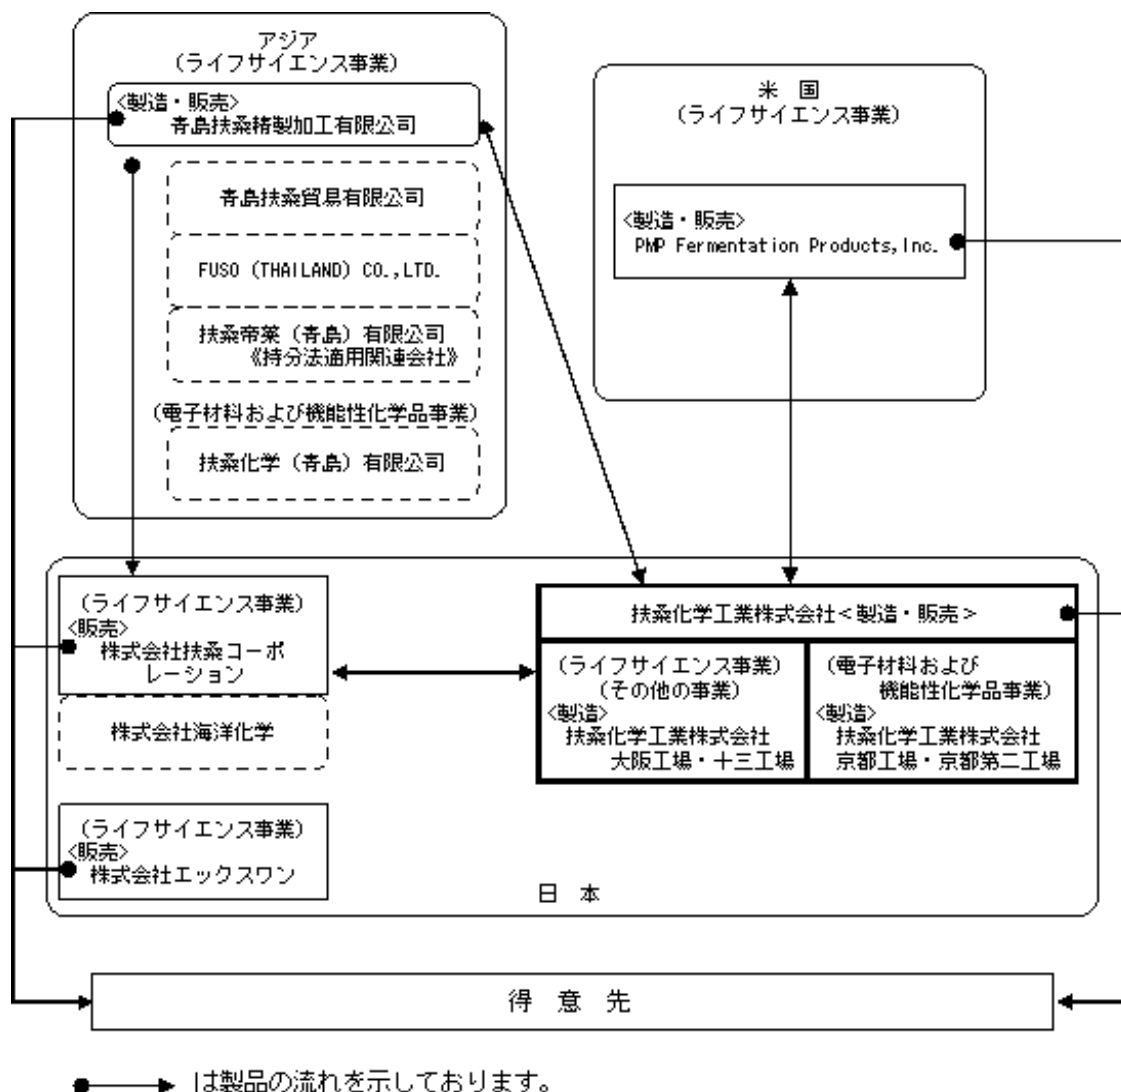 アジア
(ライフサイエンス事業)
<製造・販売>
青島扶桑精製加工有限公司
青島扶桑貿易有限公司
FUSO (THAILAND) CO.,LTD.
扶桑帝薬（青島）有限公司
《持分法適用関連会社》
(電子材料および機能性化学品事業)
扶桑化学（青島）有限公司
米 国
(ライフサイエンス事業)
<製造・販売>
PMP Fermentation Products,Inc.
(ライフサイエンス事業)
<販売>
株式会社扶桑コーポ
レーション
株式会社海洋化学
(ライフサイエンス事業)
<販売>
株式会社エックスワン
扶桑化学工業株式会社＜製造・販売＞
(ライフサイエンス事業)
(その他の事業)
<製造>
扶桑化学工業株式会社
大阪工場・十三工場
(電子材料および
機能性化学品事業)
<製造>
扶桑化学工業株式会社
京都工場・京都第二工場
日 本
得 意 先
は製品の流れを示しております。